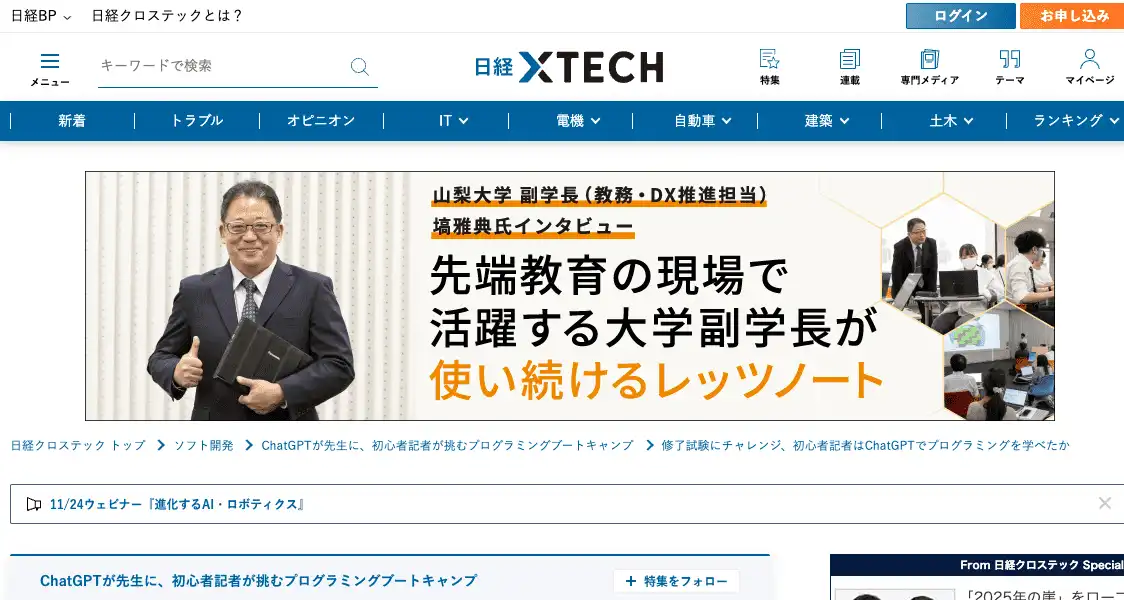 日経BP
日経クロステックとは？
ログイン
お申し込み
メニュー
キーワードで検索
日経XTECH
特集
連載
専門メディア
テーマ
マイページ
新着
トラブル
オピニオン
IT
電機
自動車
建築
土木
ランキング
山梨大学 副学長（教務・DX推進担当）
塙雅典氏インタビュー
先端教育の現場で
活躍する大学副学長が
使い続けるレッツノート
日経クロステック トップ
ソフト開発
ChatGPTが先生に、初心者記者が挑むプログラミングブートキャンプ
修了試験にチャレンジ、初心者記者はChatGPTでプログラミングを学べたか
11/24ウェビナー『進化するAI・ロボティクス』
ChatGPTが先生に、初心者記者が挑むプログラミングブートキャンプ
＋ 特集をフォロー
From 日経クロステック Special
「2025年の崖」をロー